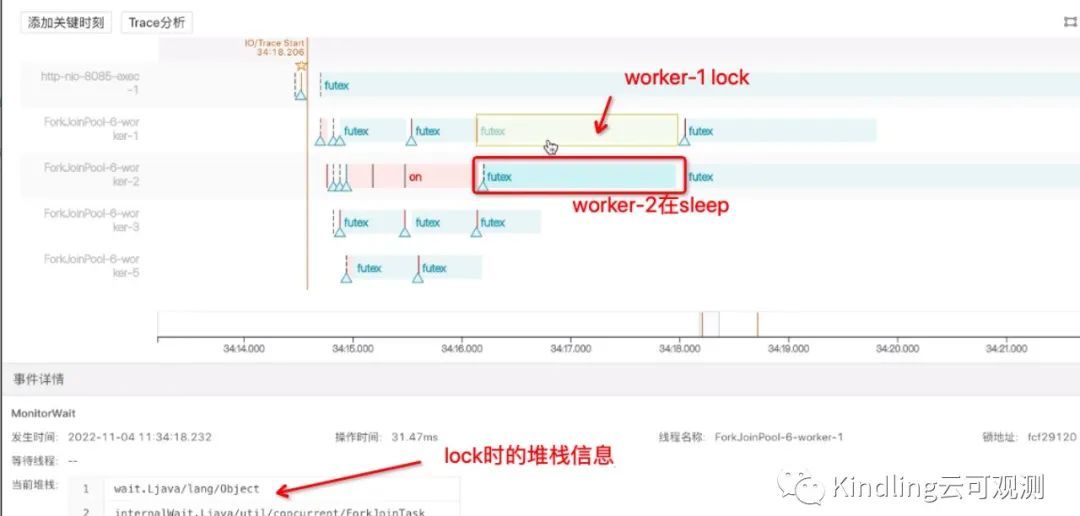 添加关键时刻 Trace分析
IO/Trace Start
34:18.206
http-nio-8085-exec
-1
futex
worker-1 lock
ForkJoinPool-6-wor
ker-1
futex futex futex futex
ForkJoinPool-6-wor
ker-2
on futex futex
worker-2在sleep
ForkJoinPool-6-wor
ker-3
futex futex futex
ForkJoinPool-6-wor
ker-5
futex futex
34:14.000 34:15.000 34:16.000 34:17.000 34:18.000 34:19.000 34:20.000 34:21.000
事件详情
MonitorWait
发生时间: 2022-11-04 11:34:18.232 操作时间: 31.47ms 线程名称: ForkJoinPool-6-worker-1 锁地址: fcf29120
等待线程: --
lock时的堆栈信息
当前堆栈:
1 wait.Ljava/lang/Object
2 internalWait.Ljava/util/concurrent/ForkJoinTask
Kindling云可观测